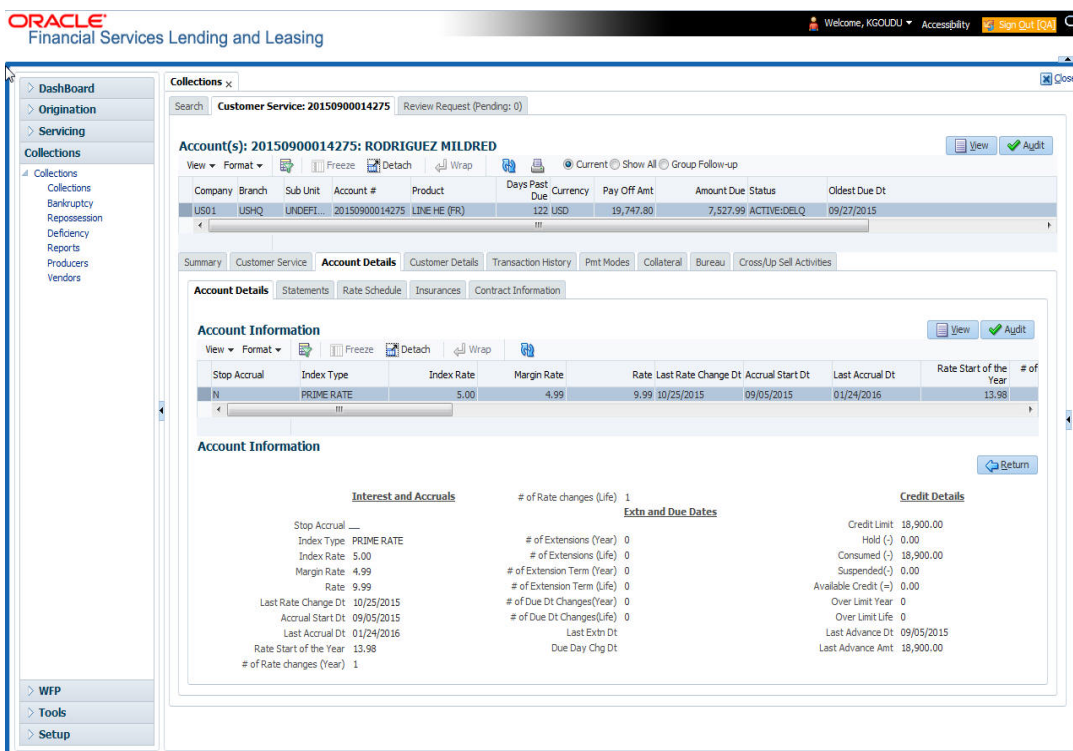 ORACLE
Welcome, KGOUDU Accessibility Sign Out [QA]
Financial Services Lending and Leasing
DashBoard
Origination
Servicing
Collections
Collections
Collections
Bankruptcy
Repossession
Deficiency
Reports
Producers
Vendors
WFP
Tools
Setup
Collections x
Close
Search Customer Service: 20150900014275 Review Request (Pending: 0)
Account(s): 20150900014275: RODRIGUEZ MILDRED
View Audit
View Format Freeze Detach Wrap Current Show All Group Follow-up
Company Branch Sub Unit Account # Product Days Past Due Currency Pay Off Amt Amount Due Status Oldest Due Dt
US01 USHQ UNDEFI... 20150900014275 LINE HE (FR) 122 USD 19,747.80 7,527.99 ACTIVE:DELQ 09/27/2015
Summary Customer Service Account Details Customer Details Transaction History Pmt Modes Collateral Bureau Cross/Up Sell Activities
Account Details Statements Rate Schedule Insurances Contract Information
Account Information
View Audit
View Format Freeze Detach Wrap
Stop Accrual Index Type Index Rate Margin Rate Rate Last Rate Change Dt Accrual Start Dt Last Accrual Dt Rate Start of the Year # of
N PRIME RATE 5.00 4.99 9.99 10/25/2015 09/05/2015 01/24/2016 13.98
Account Information
Return
Interest and Accruals
Stop Accrual
Index Type PRIME RATE
Index Rate 5.00
Margin Rate 4.99
Rate 9.99
Last Rate Change Dt 10/25/2015
Accrual Start Dt 09/05/2015
Last Accrual Dt 01/24/2016
Rate Start of the Year 13.98
# of Rate changes (Year) 1
# of Rate changes (Life) 1
Extn and Due Dates
# of Extensions (Year) 0
# of Extensions (Life) 0
# of Extension Term (Year) 0
# of Extension Term (Life) 0
# of Due Dt Changes(Year) 0
# of Due Dt Changes(Life) 0
Last Extn Dt
Due Day Chg Dt
Credit Details
Credit Limit 18,900.00
Hold (-) 0.00
Consumed (-) 18,900.00
Suspended(-) 0.00
Available Credit (=) 0.00
Over Limit Year 0
Over Limit Life 0
Last Advance Dt 09/05/2015
Last Advance Amt 18,900.00